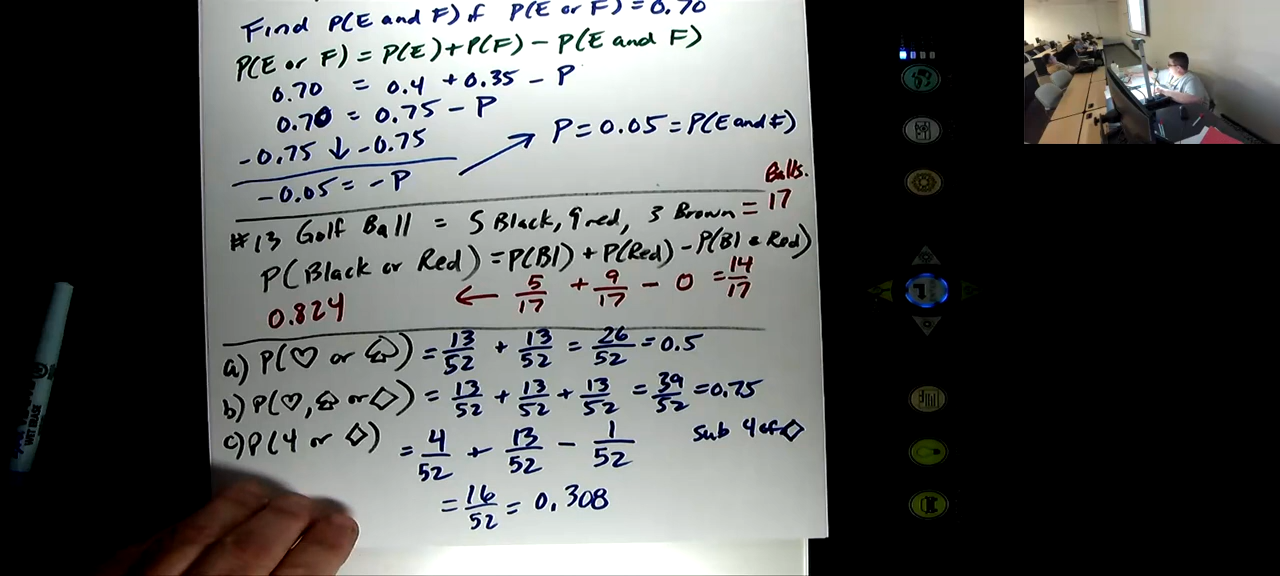 Find P(E and F) if P(E or F) = 0.70
P(E or F) = P(E) + P(F) - P(E and F)
0.70 = 0.4 + 0.35 - P
0.70 = 0.75 - P
-0.75 ↓ -0.75
-0.05 = -P → P = 0.05 = P(E and F)
Balls.
#13 Golf Ball = 5 Black, 9 red, 3 Brown = 17
P(Black or Red) = P(Bl) + P(Red) - P(Bl & Red)
0.824 ← 5/17 + 9/17 - 0 = 14/17
a) P(♡ or ♤) = 13/52 + 13/52 = 26/52 = 0.5
b) P(♡, ♤ or ◇) = 13/52 + 13/52 + 13/52 = 39/52 = 0.75
c) P(4 or ◇) = 4/52 + 13/52 - 1/52 sub 4 of ◇
= 16/52 = 0.308